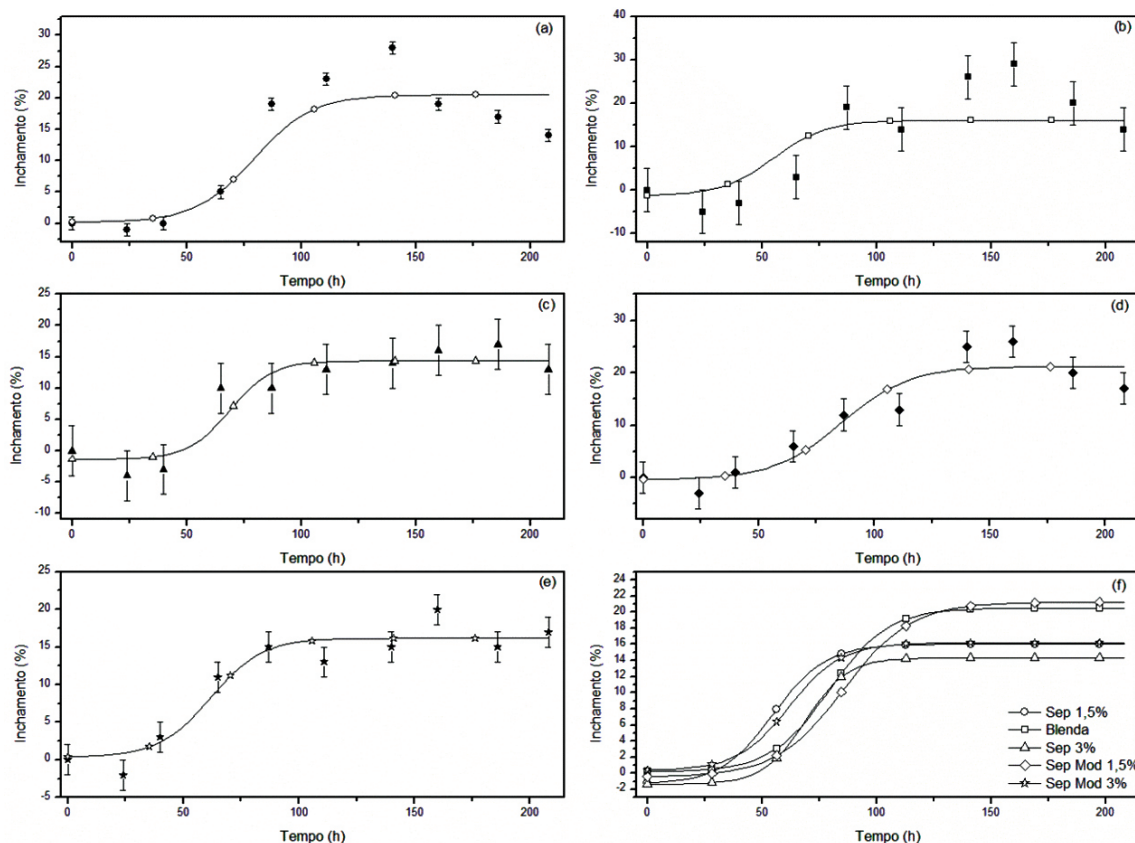 (a)
Inchamento (%)
30
25
20
15
10
5
0
0 50 100 150 200
Tempo (h)
(b)
Inchamento (%)
40
30
20
10
0
-10
0 50 100 150 200
Tempo (h)
(c)
Inchamento (%)
25
20
15
10
5
0
-5
-10
0 50 100 150 200
Tempo (h)
(d)
Inchamento (%)
30
20
10
0
0 50 100 150 200
Tempo (h)
(e)
Inchamento (%)
25
20
15
10
5
0
-5
0 50 100 150 200
Tempo (h)
(f)
Inchamento (%)
24
22
20
18
16
14
12
10
8
6
4
2
0
-2
Sep 1,5%
Blenda
Sep 3%
Sep Mod 1,5%
Sep Mod 3%
0 50 100 150 200
Tempo (h)